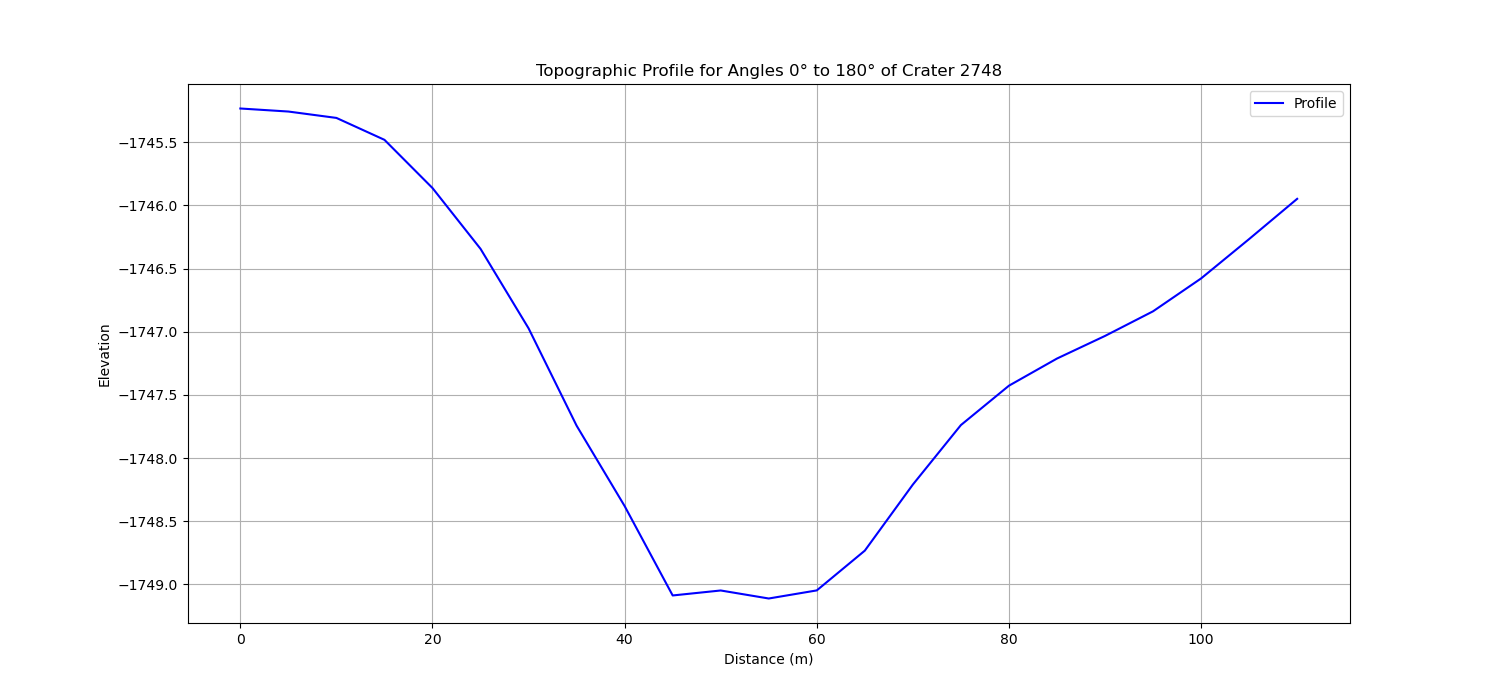 Topographic Profile for Angles 0° to 180° of Crater 2748
Profile
−1745.5
−1746.0
−1746.5
−1747.0
−1747.5
−1748.0
−1748.5
−1749.0
Elevation
0 20 40 60 80 100
Distance (m)